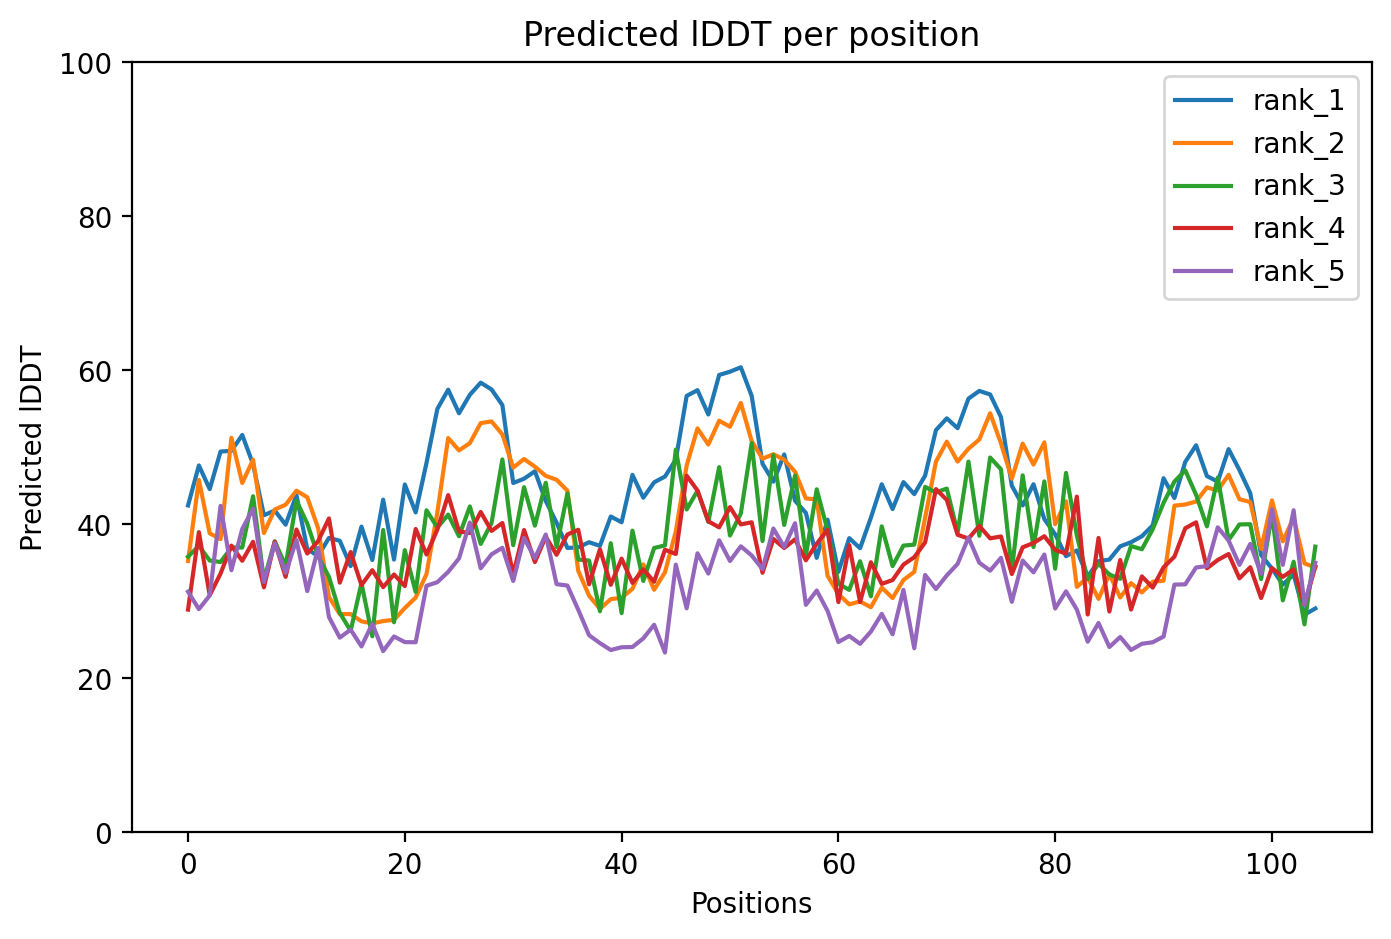 Predicted lDDT per position
100
80
60
40
20
0
Predicted lDDT
0 20 40 60 80 100
Positions
rank_1
rank_2
rank_3
rank_4
rank_5